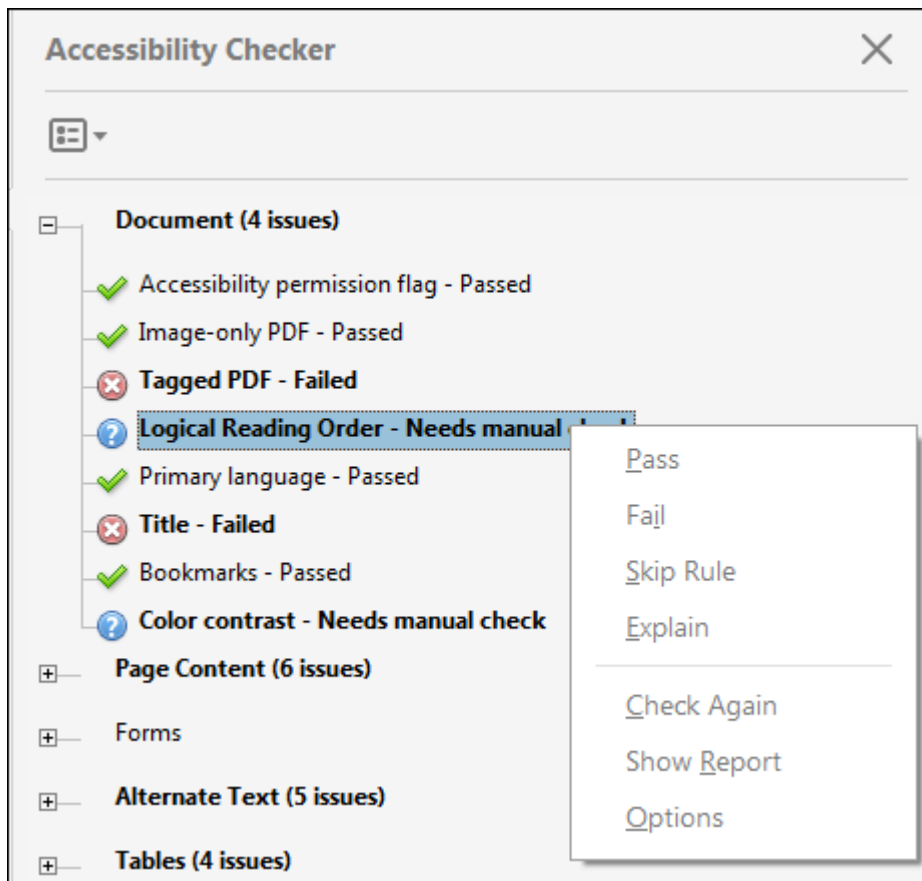 Accessibility Checker
Document (4 issues)
Accessibility permission flag - Passed
Image-only PDF - Passed
Tagged PDF - Failed
Logical Reading Order - Needs manual
Primary language - Passed
Title - Failed
Bookmarks - Passed
Color contrast - Needs manual check
Page Content (6 issues)
Forms
Alternate Text (5 issues)
Tables (4 issues)
Pass
Fail
Skip Rule
Explain
Check Again
Show Report
Options